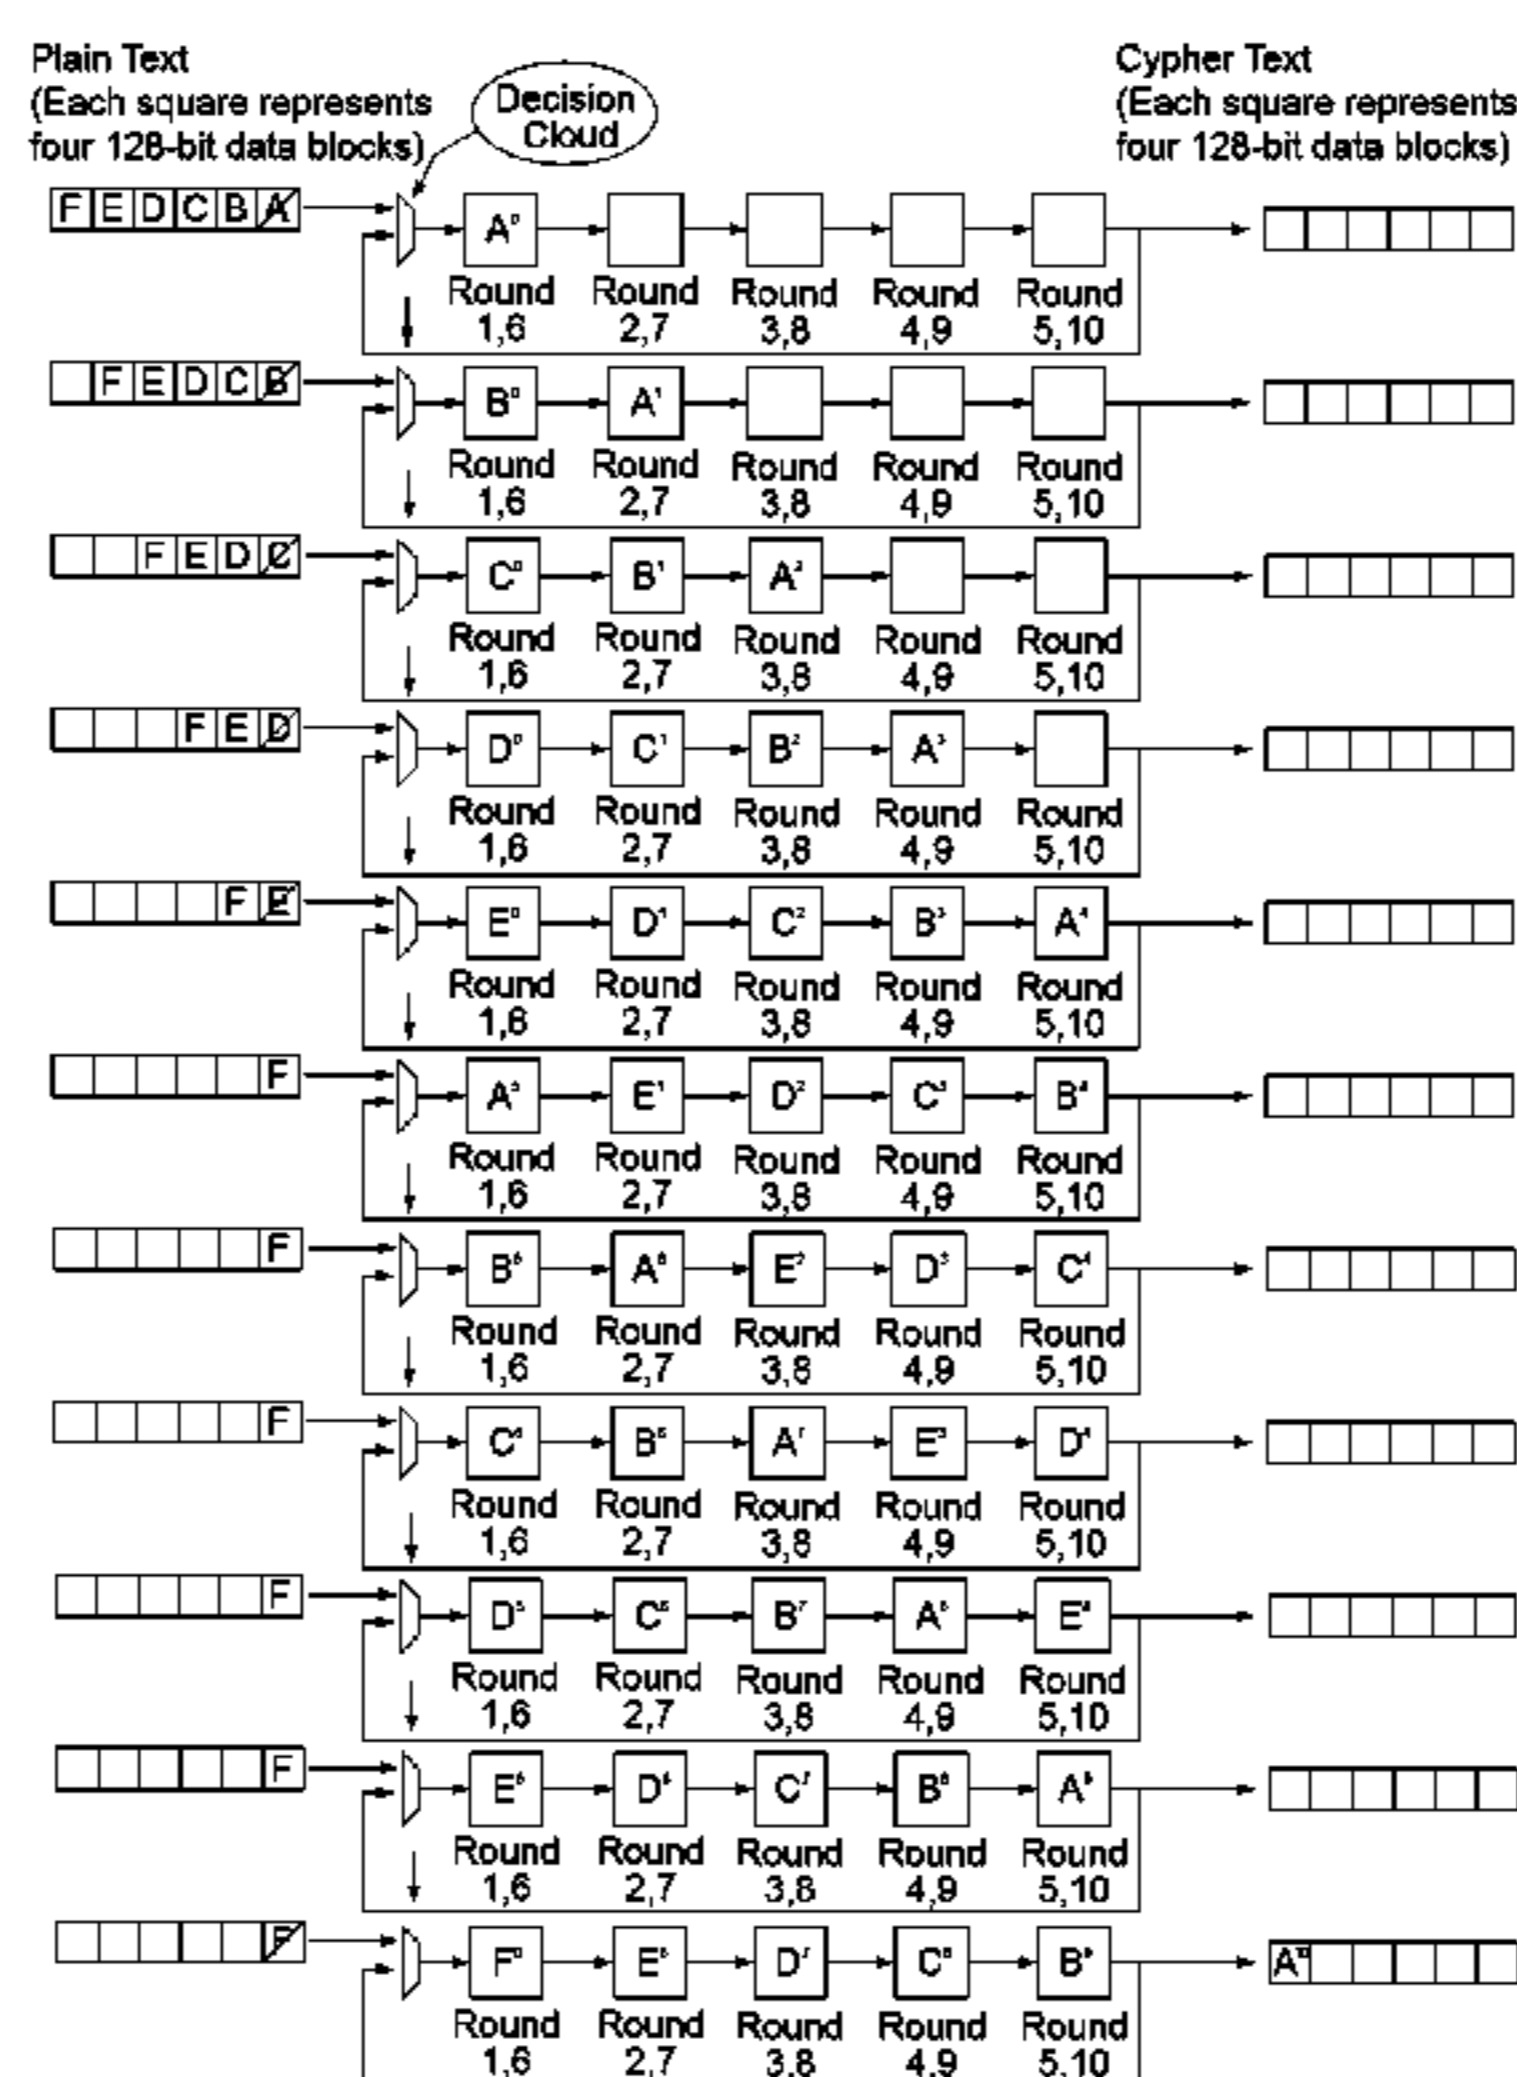 Plain Text
(Each square represents
four 128-bit data blocks)
Decision
Cloud
Cypher Text
(Each square represents
four 128-bit data blocks)
F E D C B A
A⁰
Round Round Round Round Round
1,6 2,7 3,8 4,9 5,10
F E D C B
B⁰ A¹
Round Round Round Round Round
1,6 2,7 3,8 4,9 5,10
F E D C
C⁰ B¹ A²
Round Round Round Round Round
1,6 2,7 3,8 4,9 5,10
F E D
D⁰ C¹ B² A³
Round Round Round Round Round
1,6 2,7 3,8 4,9 5,10
F E
E⁰ D¹ C² B³ A⁴
Round Round Round Round Round
1,6 2,7 3,8 4,9 5,10
F
A⁵ E¹ D² C³ B⁴
Round Round Round Round Round
1,6 2,7 3,8 4,9 5,10
F
B⁵ A⁶ E² D³ C⁴
Round Round Round Round Round
1,6 2,7 3,8 4,9 5,10
F
C⁵ B⁶ A⁷ E³ D⁴
Round Round Round Round Round
1,6 2,7 3,8 4,9 5,10
F
D⁵ C⁶ B⁷ A⁸ E⁴
Round Round Round Round Round
1,6 2,7 3,8 4,9 5,10
F
E⁵ D⁶ C⁷ B⁸ A⁹
Round Round Round Round Round
1,6 2,7 3,8 4,9 5,10
F
F⁰ E⁶ D⁷ C⁸ B⁹
A¹⁰
Round Round Round Round Round
1,6 2,7 3,8 4,9 5,10